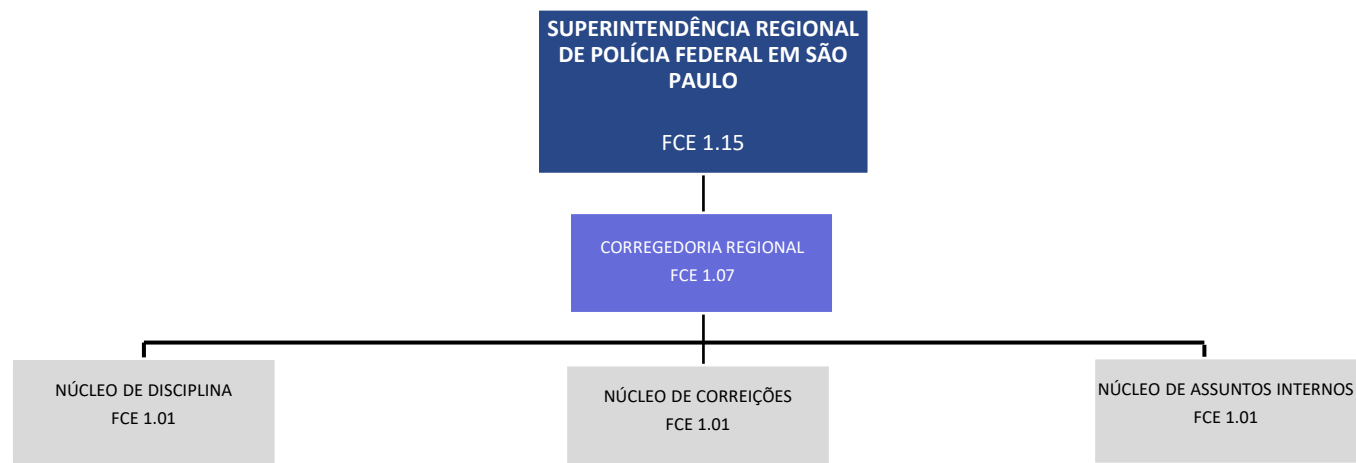 SUPERINTENDÊNCIA REGIONAL
DE POLÍCIA FEDERAL EM SÃO
PAULO
FCE 1.15
CORREGEDORIA REGIONAL
FCE 1.07
NÚCLEO DE DISCIPLINA
FCE 1.01
NÚCLEO DE CORREIÇÕES
FCE 1.01
NÚCLEO DE ASSUNTOS INTERNOS
FCE 1.01